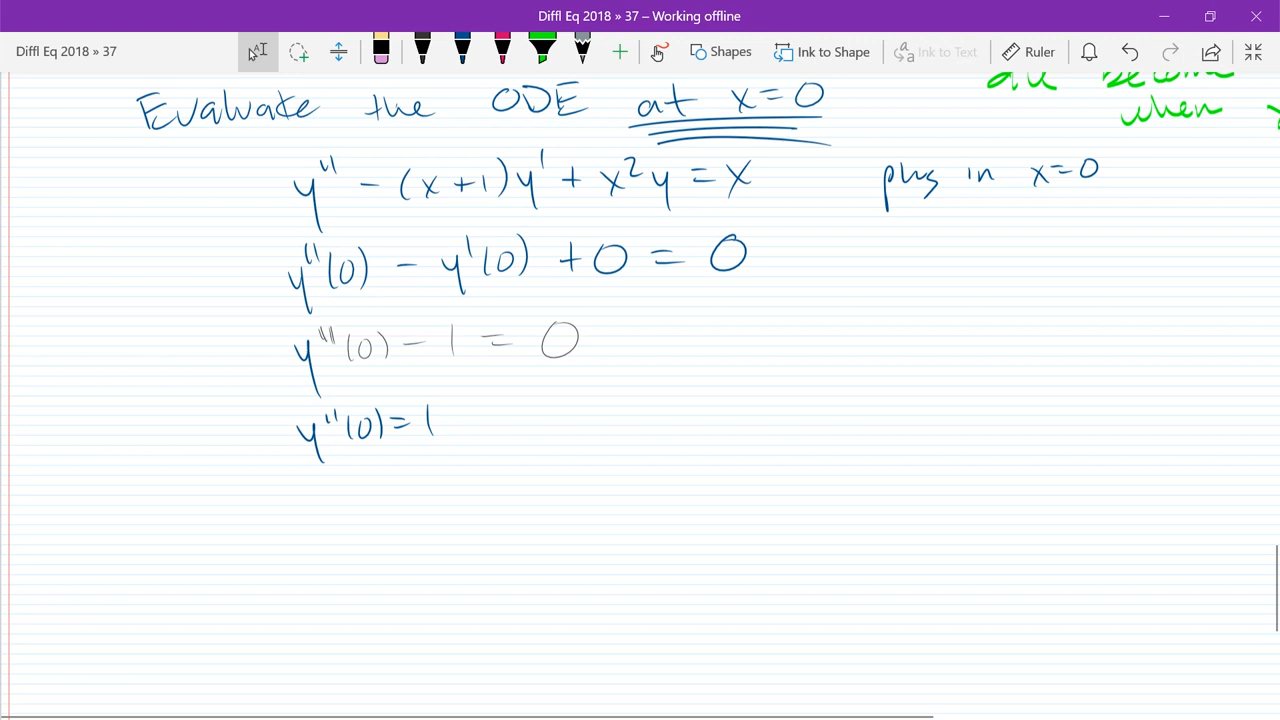 Diffl Eq 2018 » 37 – Working offline
Diffl Eq 2018 » 37
Shapes
Ink to Shape
Ink to Text
Ruler
all become
when
Evaluate the ODE at x=0
y'' - (x+1)y' + x²y = x plug in x=0
y''(0) - y'(0) + 0 = 0
y''(0) - 1 = 0
y''(0) = 1